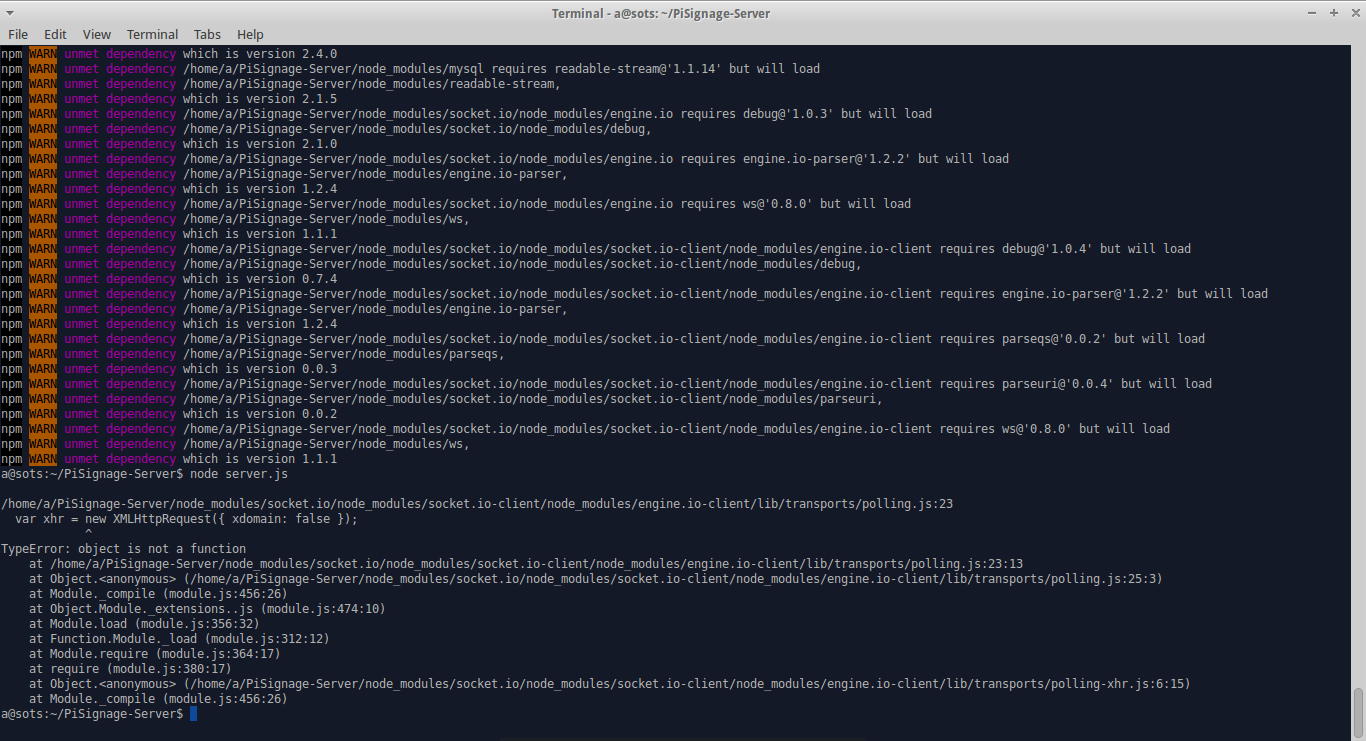 Terminal - a@sots: ~/PiSignage-Server
File Edit View Terminal Tabs Help
npm WARN unmet dependency which is version 2.4.0
npm WARN unmet dependency /home/a/PiSignage-Server/node_modules/mysql requires readable-stream@'1.1.14' but will load
npm WARN unmet dependency /home/a/PiSignage-Server/node_modules/readable-stream,
npm WARN unmet dependency which is version 2.1.5
npm WARN unmet dependency /home/a/PiSignage-Server/node_modules/socket.io/node_modules/engine.io requires debug@'1.0.3' but will load
npm WARN unmet dependency /home/a/PiSignage-Server/node_modules/socket.io/node_modules/debug,
npm WARN unmet dependency which is version 2.1.0
npm WARN unmet dependency /home/a/PiSignage-Server/node_modules/socket.io/node_modules/engine.io requires engine.io-parser@'1.2.2' but will load
npm WARN unmet dependency /home/a/PiSignage-Server/node_modules/engine.io-parser,
npm WARN unmet dependency which is version 1.2.4
npm WARN unmet dependency /home/a/PiSignage-Server/node_modules/socket.io/node_modules/engine.io requires ws@'0.8.0' but will load
npm WARN unmet dependency /home/a/PiSignage-Server/node_modules/ws,
npm WARN unmet dependency which is version 1.1.1
npm WARN unmet dependency /home/a/PiSignage-Server/node_modules/socket.io/node_modules/socket.io-client/node_modules/engine.io-client requires debug@'1.0.4' but will load
npm WARN unmet dependency /home/a/PiSignage-Server/node_modules/socket.io/node_modules/socket.io-client/node_modules/debug,
npm WARN unmet dependency which is version 0.7.4
npm WARN unmet dependency /home/a/PiSignage-Server/node_modules/socket.io/node_modules/socket.io-client/node_modules/engine.io-client requires engine.io-parser@'1.2.2' but will load
npm WARN unmet dependency /home/a/PiSignage-Server/node_modules/engine.io-parser,
npm WARN unmet dependency which is version 1.2.4
npm WARN unmet dependency /home/a/PiSignage-Server/node_modules/socket.io/node_modules/socket.io-client/node_modules/engine.io-client requires parseqs@'0.0.2' but will load
npm WARN unmet dependency /home/a/PiSignage-Server/node_modules/parseqs,
npm WARN unmet dependency which is version 0.0.3
npm WARN unmet dependency /home/a/PiSignage-Server/node_modules/socket.io/node_modules/socket.io-client/node_modules/engine.io-client requires parseuri@'0.0.4' but will load
npm WARN unmet dependency /home/a/PiSignage-Server/node_modules/socket.io/node_modules/socket.io-client/node_modules/parseuri,
npm WARN unmet dependency which is version 0.0.2
npm WARN unmet dependency /home/a/PiSignage-Server/node_modules/socket.io/node_modules/socket.io-client/node_modules/engine.io-client requires ws@'0.8.0' but will load
npm WARN unmet dependency /home/a/PiSignage-Server/node_modules/ws,
npm WARN unmet dependency which is version 1.1.1
a@sots:~/PiSignage-Server$ node server.js
/home/a/PiSignage-Server/node_modules/socket.io/node_modules/socket.io-client/node_modules/engine.io-client/lib/transports/polling.js:23
var xhr = new XMLHttpRequest({ xdomain: false });
^
TypeError: object is not a function
at /home/a/PiSignage-Server/node_modules/socket.io/node_modules/socket.io-client/node_modules/engine.io-client/lib/transports/polling.js:23:13
at Object.<anonymous> (/home/a/PiSignage-Server/node_modules/socket.io/node_modules/socket.io-client/node_modules/engine.io-client/lib/transports/polling.js:25:3)
at Module._compile (module.js:456:26)
at Object.Module._extensions..js (module.js:474:10)
at Module.load (module.js:356:32)
at Function.Module._load (module.js:312:12)
at Module.require (module.js:364:17)
at require (module.js:380:17)
at Object.<anonymous> (/home/a/PiSignage-Server/node_modules/socket.io/node_modules/socket.io-client/node_modules/engine.io-client/lib/transports/polling-xhr.js:6:15)
at Module._compile (module.js:456:26)
a@sots:~/PiSignage-Server$